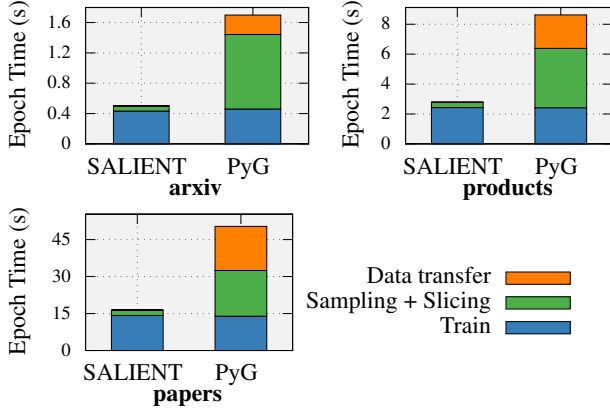 Epoch Time (s)
1.6
1.2
0.8
0.4
0
SALIENT PyG
arxiv
Epoch Time (s)
8
6
4
2
0
SALIENT PyG
products
Epoch Time (s)
45
30
15
0
SALIENT PyG
papers
Data transfer
Sampling + Slicing
Train